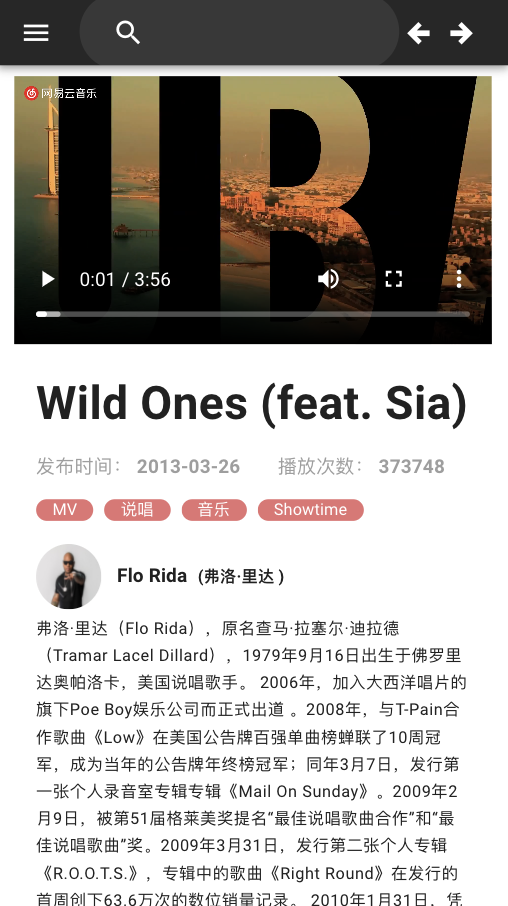 网易云音乐
UBA
0:01 / 3:56
Wild Ones (feat. Sia)
发布时间： 2013-03-26 播放次数： 373748
MV 说唱 音乐 Showtime
Flo Rida （弗洛·里达 )
弗洛·里达（Flo Rida），原名查马·拉塞尔·迪拉德
（Tramar Lacel Dillard），1979年9月16日出生于佛罗里
达奥帕洛卡，美国说唱歌手。 2006年，加入大西洋唱片的
旗下Poe Boy娱乐公司而正式出道 。2008年，与T-Pain合
作歌曲《Low》在美国公告牌百强单曲榜蝉联了10周冠
军，成为当年的公告牌年终榜冠军；同年3月7日，发行第
一张个人录音室专辑专辑《Mail On Sunday》。2009年2
月9日，被第51届格莱美奖提名“最佳说唱歌曲合作”和“最
佳说唱歌曲”奖。2009年3月31日，发行第二张个人专辑
《R.O.O.T.S.》，专辑中的歌曲《Right Round》在发行的
首周创下63.6万次的数位销量记录。 2010年1月31日，凭